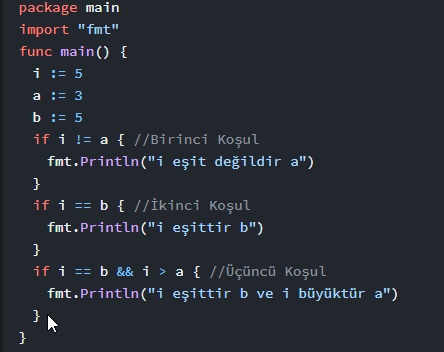 package main
import "fmt"
func main() {
  i := 5
  a := 3
  b := 5
  if i != a { //Birinci Koşul
    fmt.Println("i eşit değildir a")
  }
  if i == b { //İkinci Koşul
    fmt.Println("i eşittir b")
  }
  if i == b && i > a { //Üçüncü Koşul
    fmt.Println("i eşittir b ve i büyüktür a")
  }
}